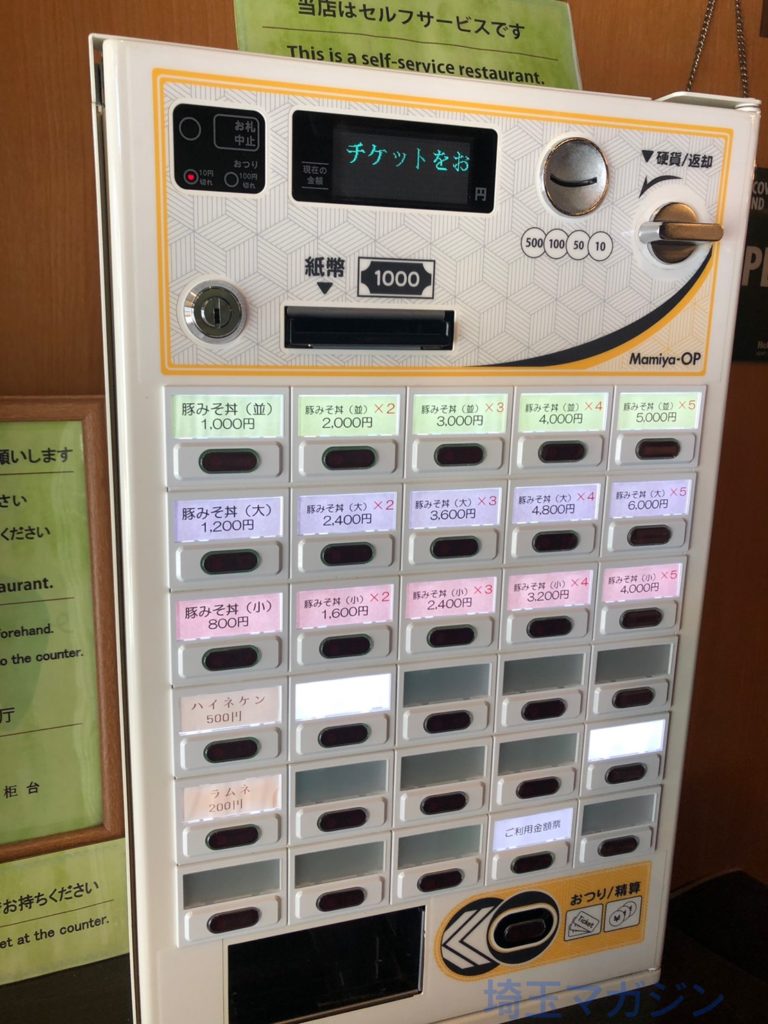 当店はセルフサービスです
This is a self-service restaurant.
お札
中止
おつり
10円
切れ
100円
切れ
現在の
金額
チケットをお
円
▼硬貨/返却
500 100 50 10
紙幣
▼
1000
Mamiya-OP
豚みそ丼（並）
1,000円
豚みそ丼（並）×2
2,000円
豚みそ丼（並）×3
3,000円
豚みそ丼（並）×4
4,000円
豚みそ丼（並）×5
5,000円
豚みそ丼（大）
1,200円
豚みそ丼（大）×2
2,400円
豚みそ丼（大）×3
3,600円
豚みそ丼（大）×4
4,800円
豚みそ丼（大）×5
6,000円
豚みそ丼（小）
800円
豚みそ丼（小）×2
1,600円
豚みそ丼（小）×3
2,400円
豚みそ丼（小）×4
3,200円
豚みそ丼（小）×5
4,000円
ハイネケン
500円
ラムネ
200円
ご利用金額票
おつり/精算
Ticket
願いします
さい
ください
aurant.
forehand.
to the counter.
庁
柜台
お持ちください
et at the counter.
埼玉マガジン